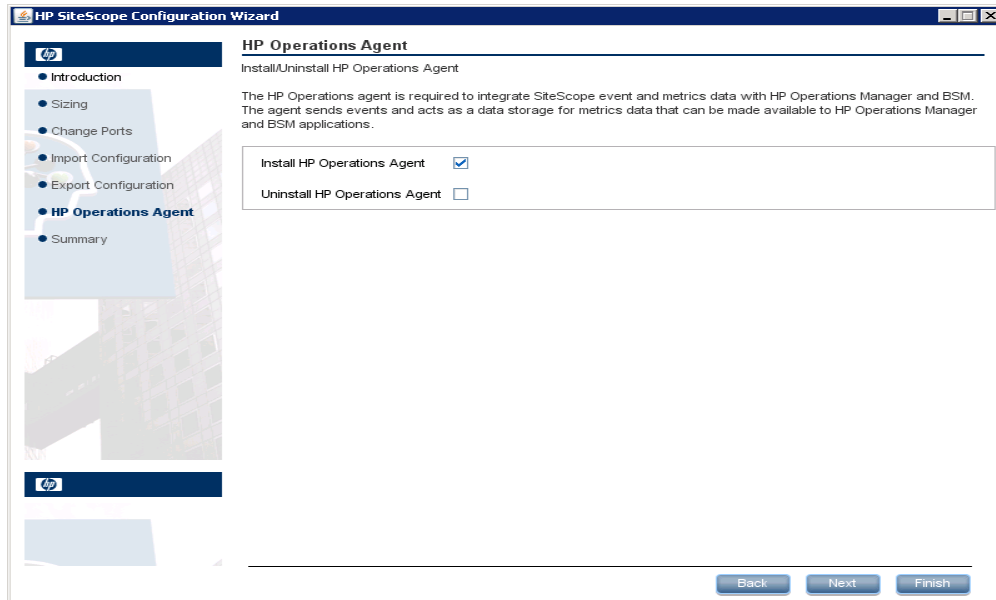 HP SiteScope Configuration Wizard
hp
Introduction
Sizing
Change Ports
Import Configuration
Export Configuration
HP Operations Agent
Summary
hp
HP Operations Agent
Install/Uninstall HP Operations Agent
The HP Operations agent is required to integrate SiteScope event and metrics data with HP Operations Manager and BSM.
The agent sends events and acts as a data storage for metrics data that can be made available to HP Operations Manager
and BSM applications.
Install HP Operations Agent
Uninstall HP Operations Agent
Back
Next
Finish